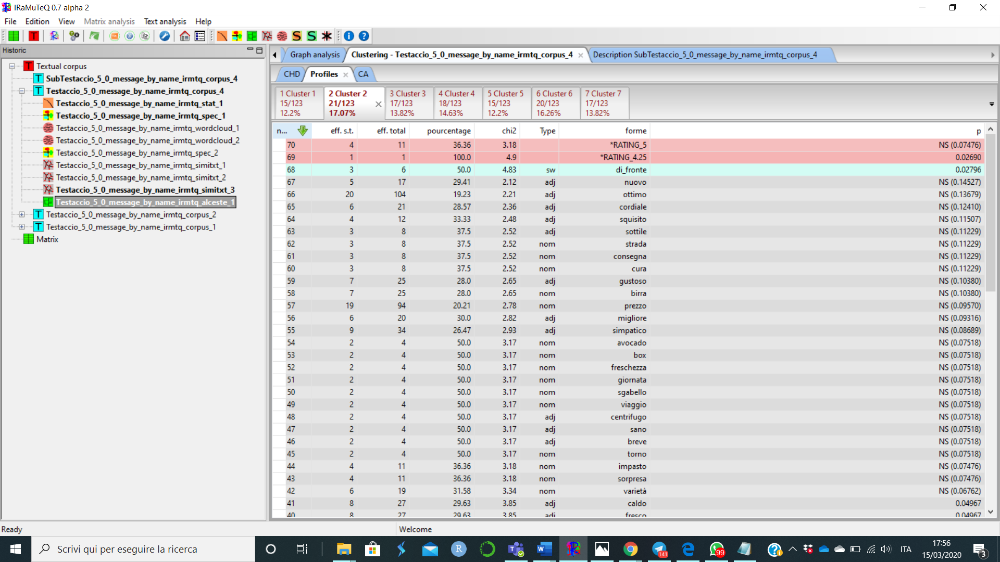 IRaMuTeQ 0.7 alpha 2
File Edition View Matrix analysis Text analysis Help
Historic
Textual corpus
SubTestaccio_5_0_message_by_name_irmtq_corpus_4
Testaccio_5_0_message_by_name_irmtq_corpus_4
Testaccio_5_0_message_by_name_irmtq_stat_1
Testaccio_5_0_message_by_name_irmtq_spec_1
Testaccio_5_0_message_by_name_irmtq_wordcloud_1
Testaccio_5_0_message_by_name_irmtq_wordcloud_2
Testaccio_5_0_message_by_name_irmtq_spec_2
Testaccio_5_0_message_by_name_irmtq_simitxt_1
Testaccio_5_0_message_by_name_irmtq_simitxt_2
Testaccio_5_0_message_by_name_irmtq_simitxt_3
Testaccio_5_0_message_by_name_irmtq_alceste_1
Testaccio_5_0_message_by_name_irmtq_corpus_2
Testaccio_5_0_message_by_name_irmtq_corpus_1
Matrix
Graph analysis Clustering - Testaccio_5_0_message_by_name_irmtq_corpus_4 Description SubTestaccio_5_0_message_by_name_irmtq_corpus_4
CHD Profiles CA
1 Cluster 1 2 Cluster 2 3 Cluster 3 4 Cluster 4 5 Cluster 5 6 Cluster 6 7 Cluster 7
15/123 21/123 17/123 18/123 15/123 20/123 17/123
12.2% 17.07% 13.82% 14.63% 12.2% 16.26% 13.82%
n... eff. s.t. eff. total pourcentage chi2 Type forme p
70 4 11 36.36 3.18 *RATING_5 NS (0.07476)
69 1 1 100.0 4.9 *RATING_4.25 0.02690
68 3 6 50.0 4.83 sw di_fronte 0.02796
67 5 17 29.41 2.12 adj nuovo NS (0.14527)
66 20 104 19.23 2.21 adj ottimo NS (0.13679)
65 6 21 28.57 2.36 adj cordiale NS (0.12410)
64 4 12 33.33 2.48 adj squisito NS (0.11507)
63 3 8 37.5 2.52 adj sottile NS (0.11229)
62 3 8 37.5 2.52 nom strada NS (0.11229)
61 3 8 37.5 2.52 nom consegna NS (0.11229)
60 3 8 37.5 2.52 nom cura NS (0.11229)
59 7 25 28.0 2.65 adj gustoso NS (0.10380)
58 7 25 28.0 2.65 nom birra NS (0.10380)
57 19 94 20.21 2.78 nom prezzo NS (0.09570)
56 6 20 30.0 2.82 adj migliore NS (0.09316)
55 9 34 26.47 2.93 adj simpatico NS (0.08689)
54 2 4 50.0 3.17 nom avocado NS (0.07518)
53 2 4 50.0 3.17 nom box NS (0.07518)
52 2 4 50.0 3.17 nom freschezza NS (0.07518)
51 2 4 50.0 3.17 nom giornata NS (0.07518)
50 2 4 50.0 3.17 nom sgabello NS (0.07518)
49 2 4 50.0 3.17 nom viaggio NS (0.07518)
48 2 4 50.0 3.17 adj centrifugo NS (0.07518)
47 2 4 50.0 3.17 adj sano NS (0.07518)
46 2 4 50.0 3.17 adj breve NS (0.07518)
45 2 4 50.0 3.17 nom torno NS (0.07518)
44 4 11 36.36 3.18 nom impasto NS (0.07476)
43 4 11 36.36 3.18 nom sorpresa NS (0.07476)
42 6 19 31.58 3.34 nom varietà NS (0.06762)
41 8 27 29.63 3.85 adj caldo 0.04967
40 8 27 29.63 3.85 adj fresco 0.04967
Ready Welcome
Scrivi qui per eseguire la ricerca
141 99 ITA 17:56
15/03/2020 3